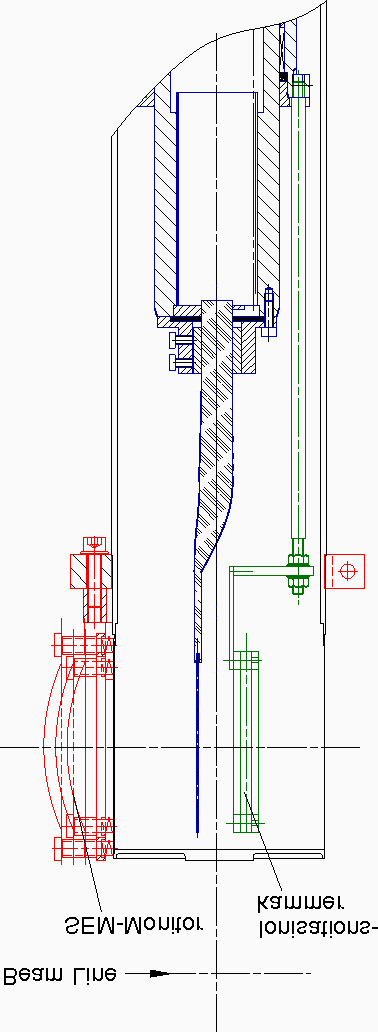 Beam Line
SEM-Monitor
Ionisations-
kammer